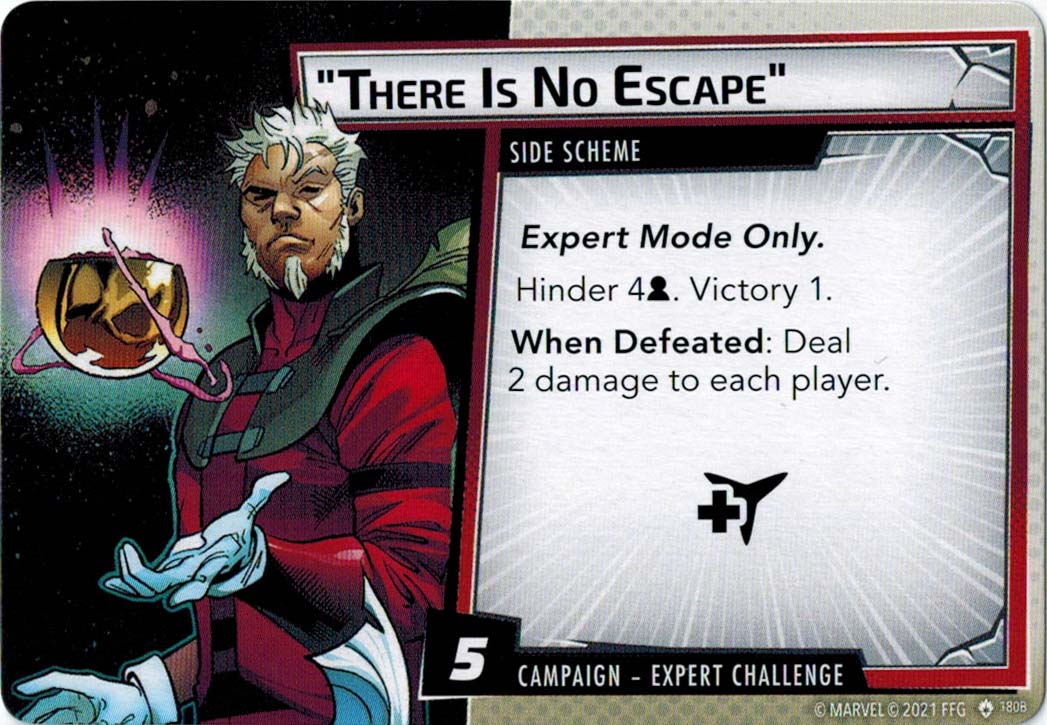 "THERE IS NO ESCAPE"
SIDE SCHEME
Expert Mode Only.
Hinder 4. Victory 1.
When Defeated: Deal
2 damage to each player.
5
CAMPAIGN – EXPERT CHALLENGE
© MARVEL © 2021 FFG 180B